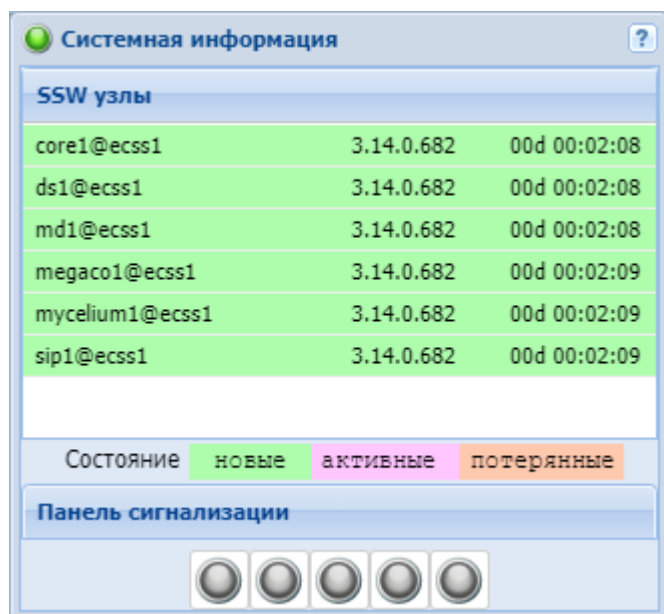 Системная информация ?
SSW узлы
core1@ecss1 3.14.0.682 00d 00:02:08
ds1@ecss1 3.14.0.682 00d 00:02:08
md1@ecss1 3.14.0.682 00d 00:02:08
megaco1@ecss1 3.14.0.682 00d 00:02:09
mycelium1@ecss1 3.14.0.682 00d 00:02:09
sip1@ecss1 3.14.0.682 00d 00:02:09
Состояние новые активные потерянные
Панель сигнализации